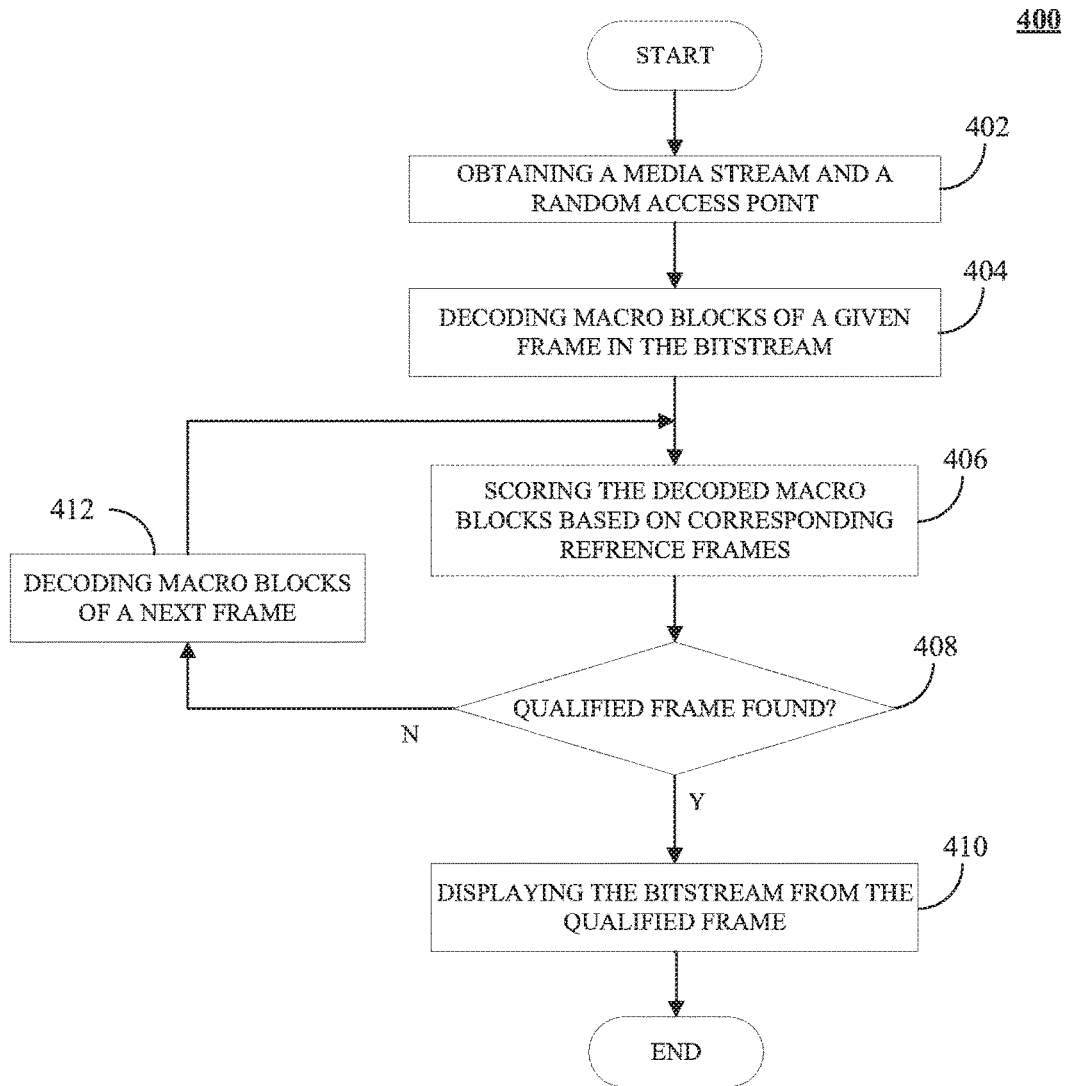 400
START
402
OBTAINING A MEDIA STREAM AND A
RANDOM ACCESS POINT
404
DECODING MACRO BLOCKS OF A GIVEN
FRAME IN THE BITSTREAM
406
SCORING THE DECODED MACRO
BLOCKS BASED ON CORRESPONDING
REFRENCE FRAMES
412
DECODING MACRO BLOCKS
OF A NEXT FRAME
408
QUALIFIED FRAME FOUND?
N
Y
410
DISPLAYING THE BITSTREAM FROM THE
QUALIFIED FRAME
END